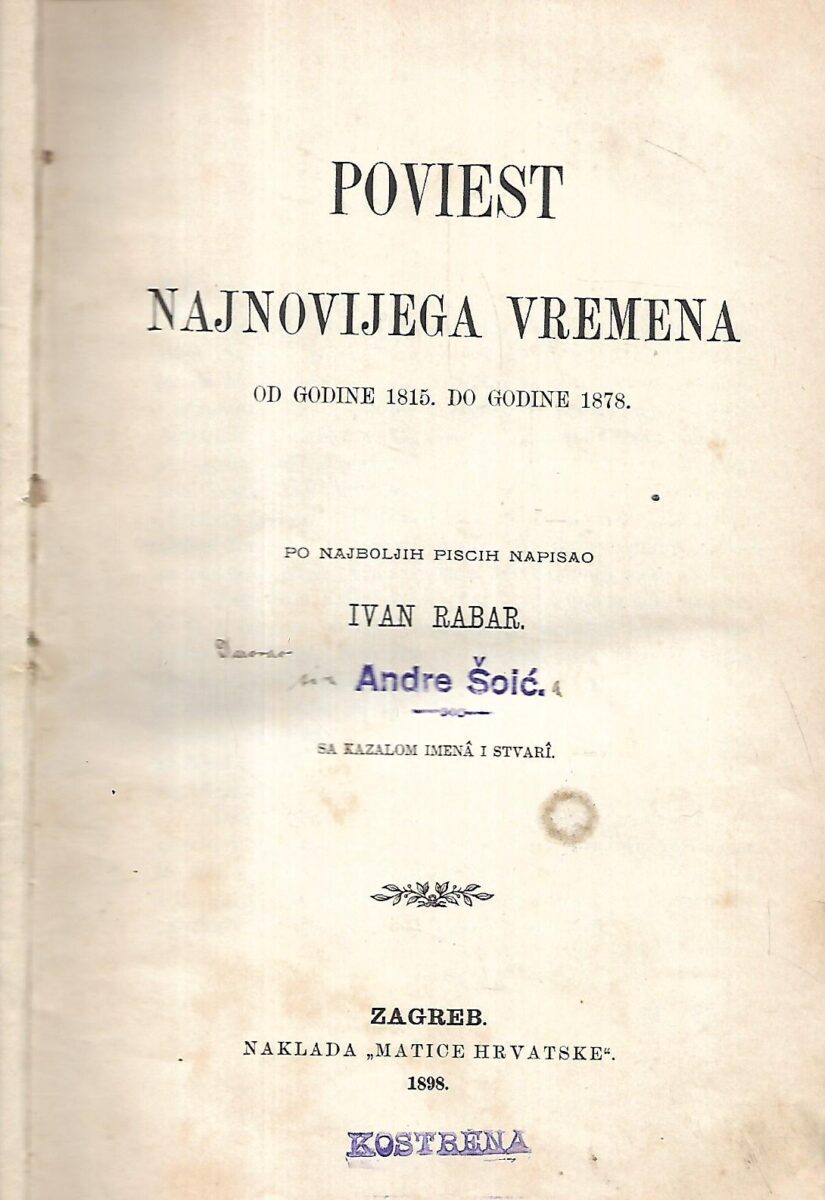 POVIEST
NAJNOVIJEGA VREMENA
OD GODINE 1815. DO GODINE 1878.
PO NAJBOLJIH PISCIH NAPISAO
IVAN RABAR.
Andre Šoić.
SA KAZALOM IMENÂ I STVARÎ.
ZAGREB.
NAKLADA „MATICE HRVATSKE“.
1898.
KOSTRENA